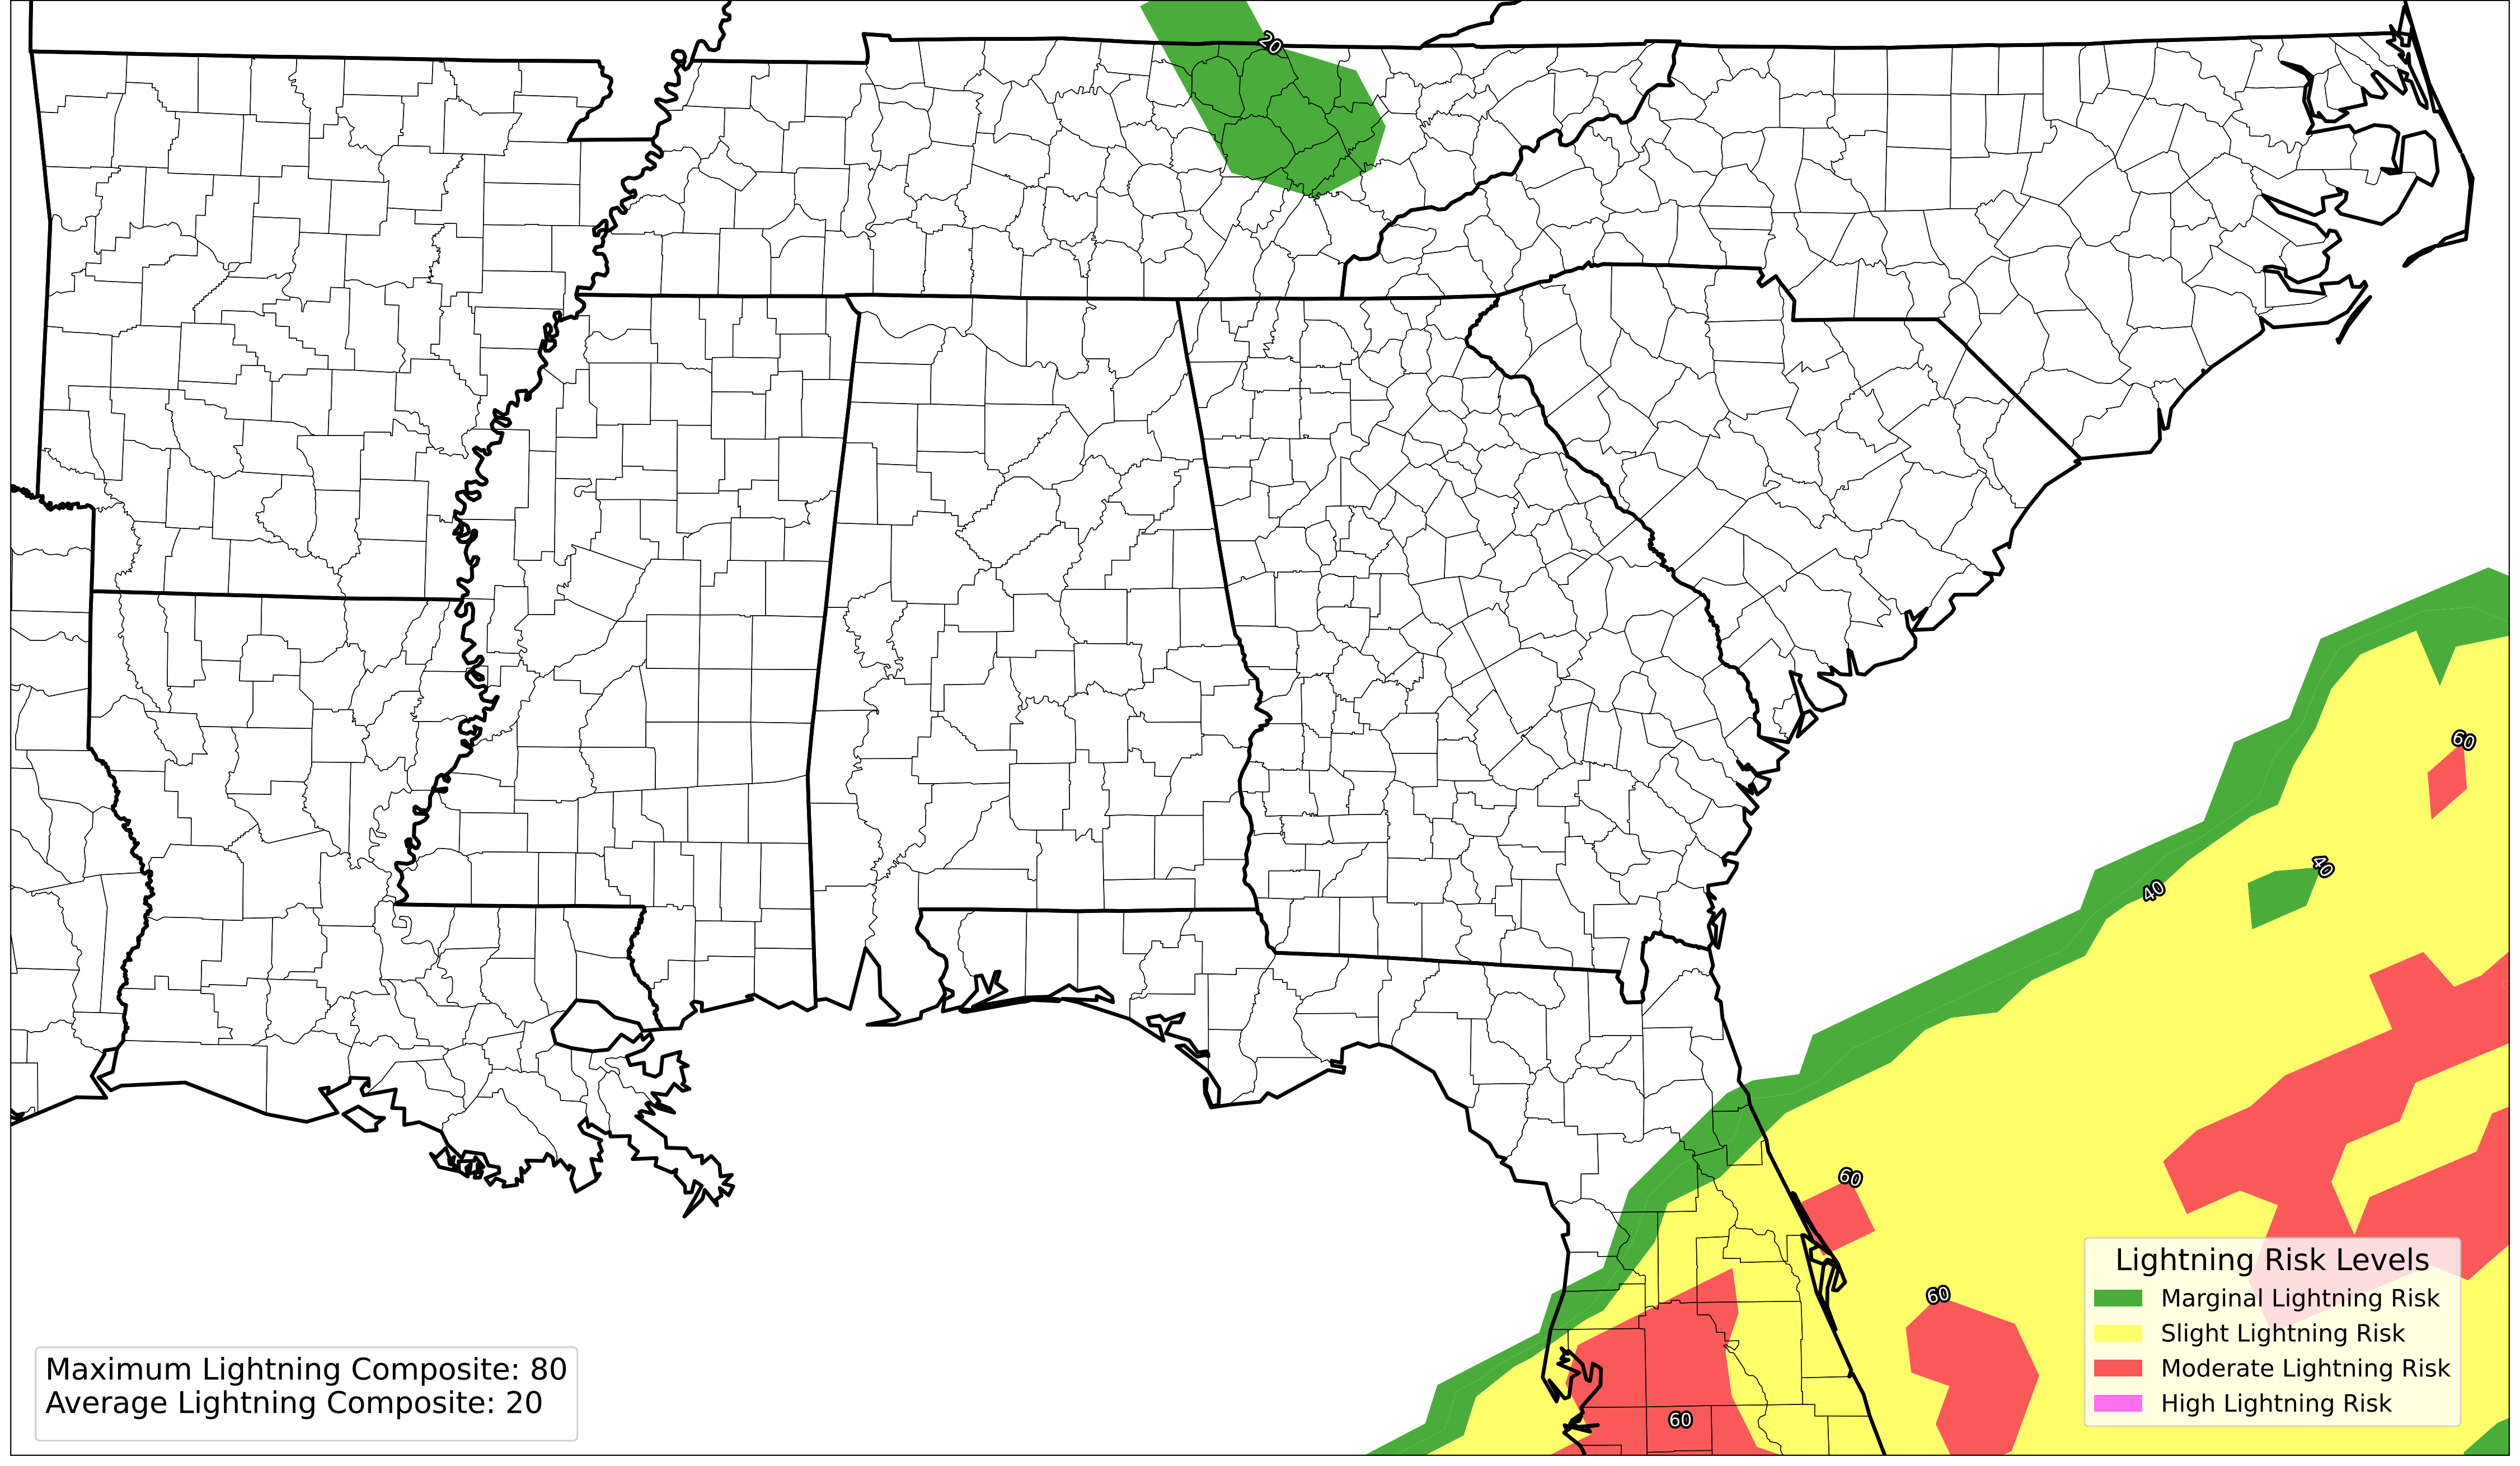 20
60
40
40
60
60
60
Lightning Risk Levels
Marginal Lightning Risk
Slight Lightning Risk
Moderate Lightning Risk
High Lightning Risk
Maximum Lightning Composite: 80
Average Lightning Composite: 20